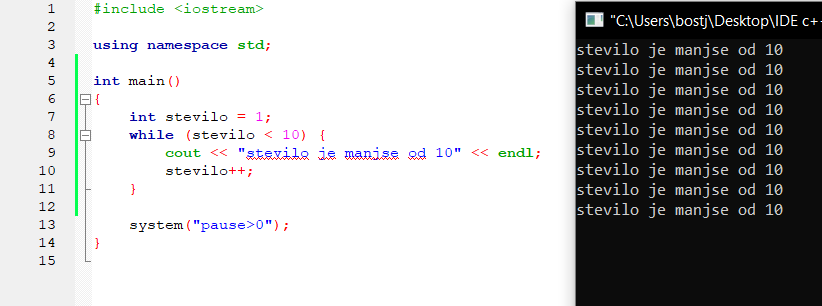 1 #include <iostream>
2
3 using namespace std;
4
5 int main()
6 {
7 int stevilo = 1;
8 while (stevilo < 10) {
9 cout << "stevilo je manjse od 10" << endl;
10 stevilo++;
11 }
12
13 system("pause>0");
14 }
15
"C:\Users\bostj\Desktop\IDE c+
stevilo je manjse od 10
stevilo je manjse od 10
stevilo je manjse od 10
stevilo je manjse od 10
stevilo je manjse od 10
stevilo je manjse od 10
stevilo je manjse od 10
stevilo je manjse od 10
stevilo je manjse od 10